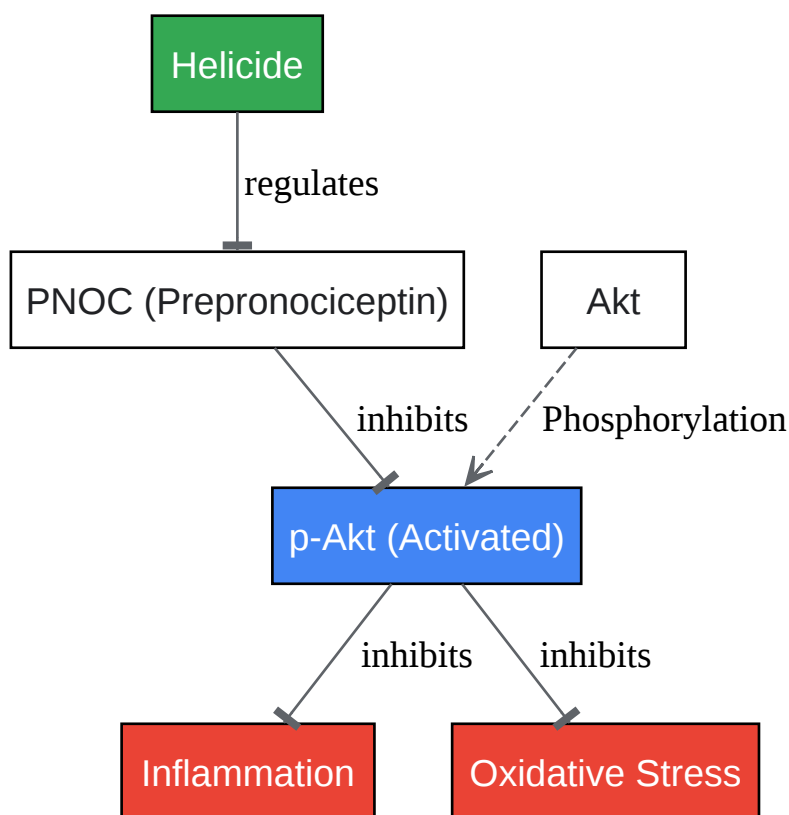 Helicide
regulates
PNOC (Prepronociceptin)
Akt
inhibits
Phosphorylation
p-Akt (Activated)
inhibits
inhibits
Inflammation
Oxidative Stress